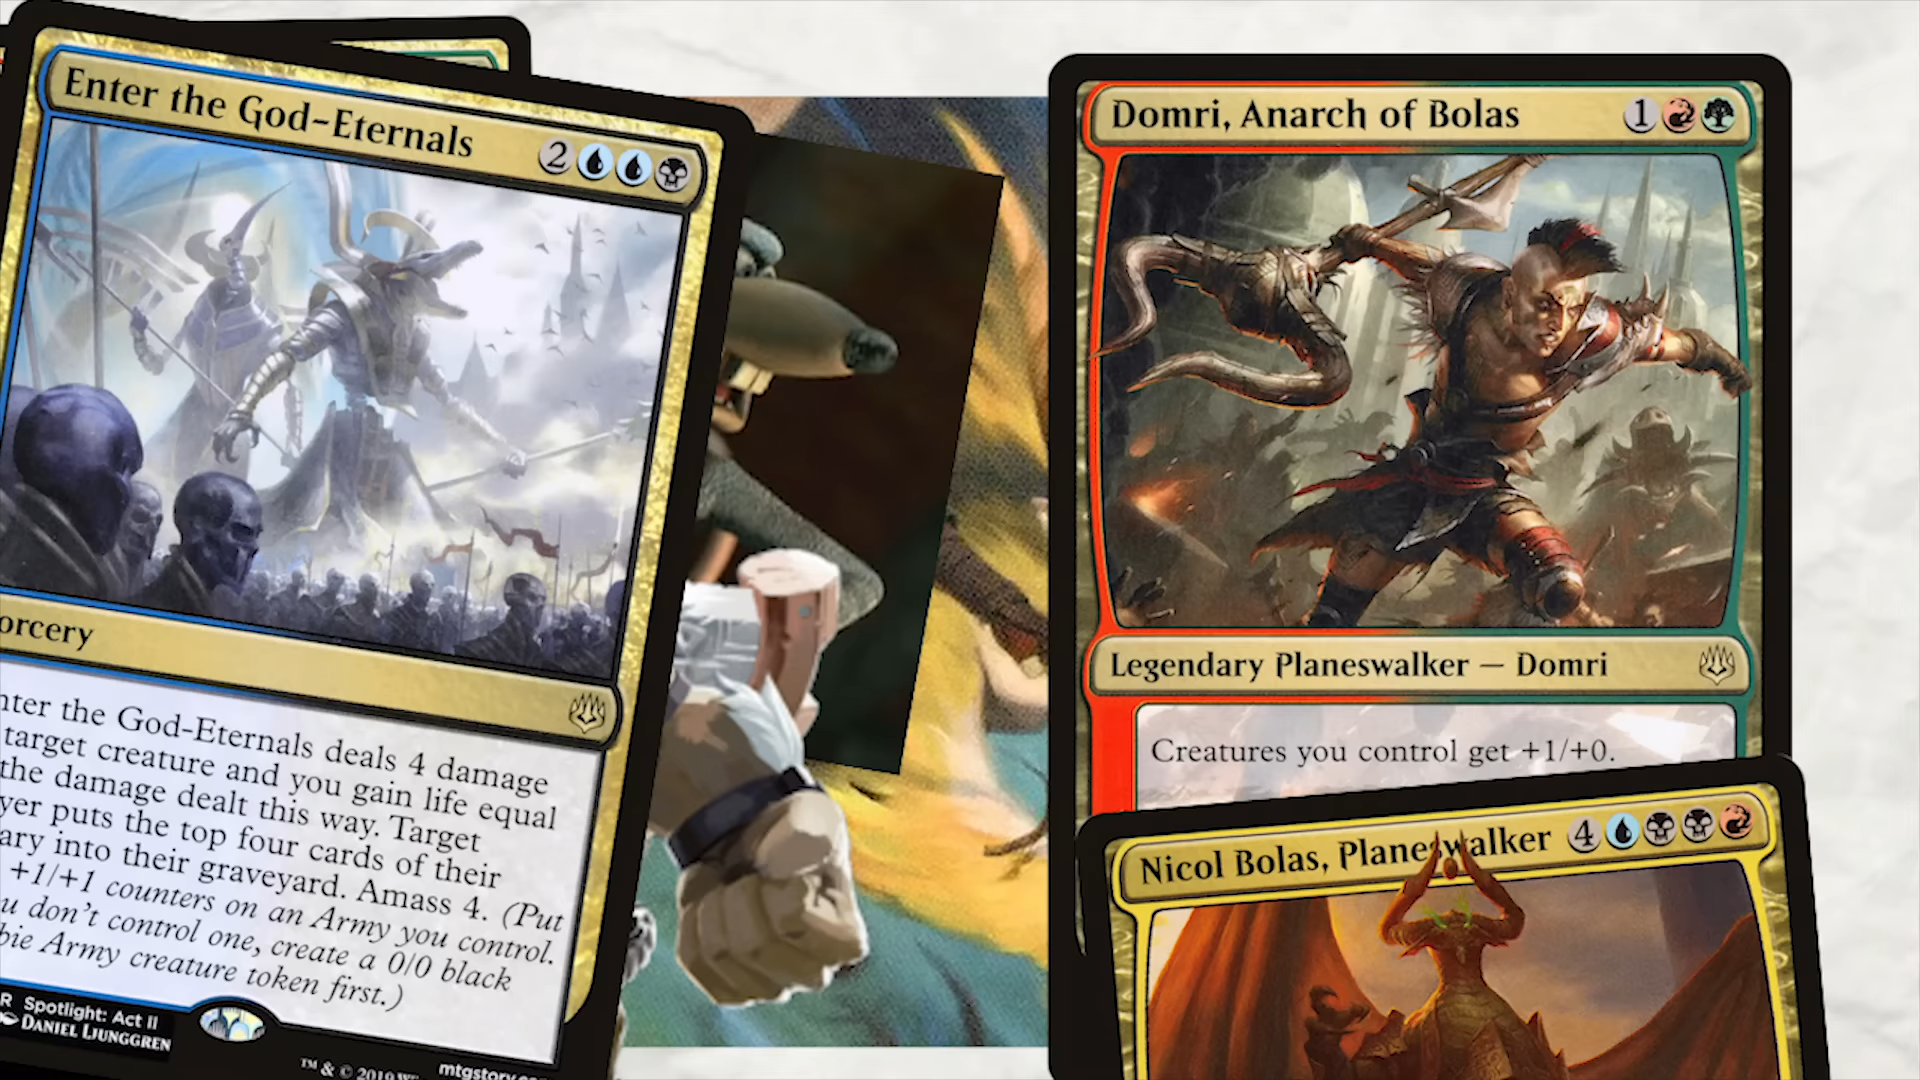 Enter the God-Eternals
2
orcery
nter the God-Eternals deals 4 damage
target creature and you gain life equal
the damage dealt this way. Target
yer puts the top four cards of their
ary into their graveyard. Amass 4. (Put
+1/+1 counters on an Army you control.
u don't control one, create a 0/0 black
bie Army creature token first.)
R Spotlight: Act II
DANIEL LJUNGGREN
™ & © 2019 W
mtgstory.co
Domri, Anarch of Bolas
1
Legendary Planeswalker — Domri
Creatures you control get +1/+0.
Nicol Bolas, Planeswalker
4